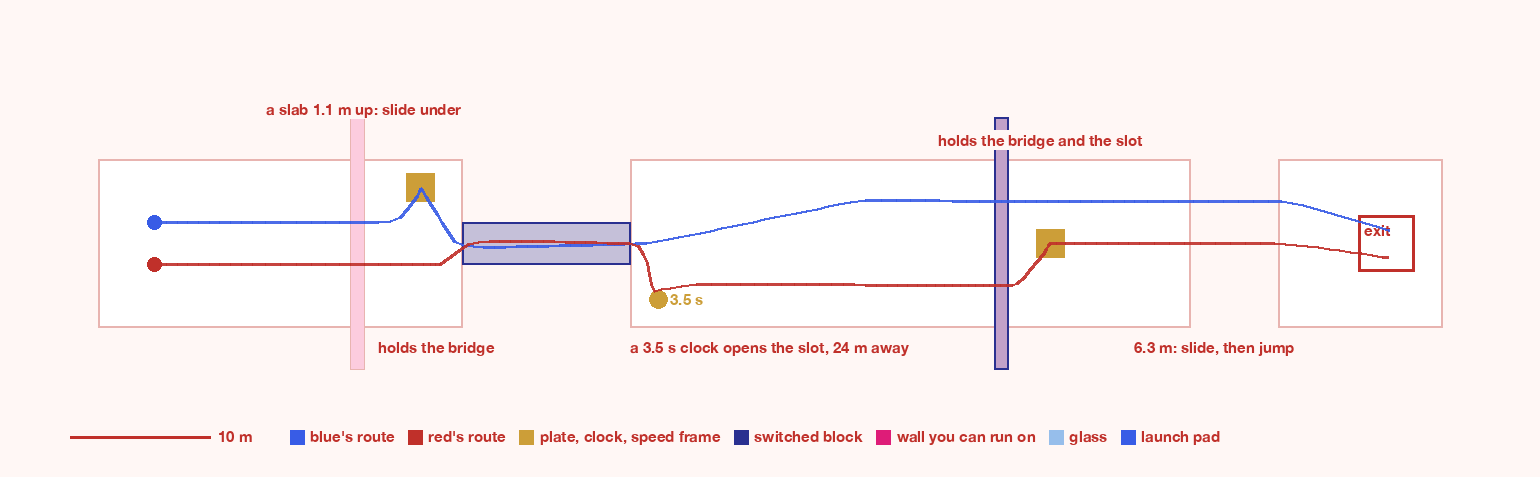 a slab 1.1 m up: slide under
holds the bridge and the slot
exit
3.5 s
holds the bridge
a 3.5 s clock opens the slot, 24 m away
6.3 m: slide, then jump
10 m
blue's route
red's route
plate, clock, speed frame
switched block
wall you can run on
glass
launch pad